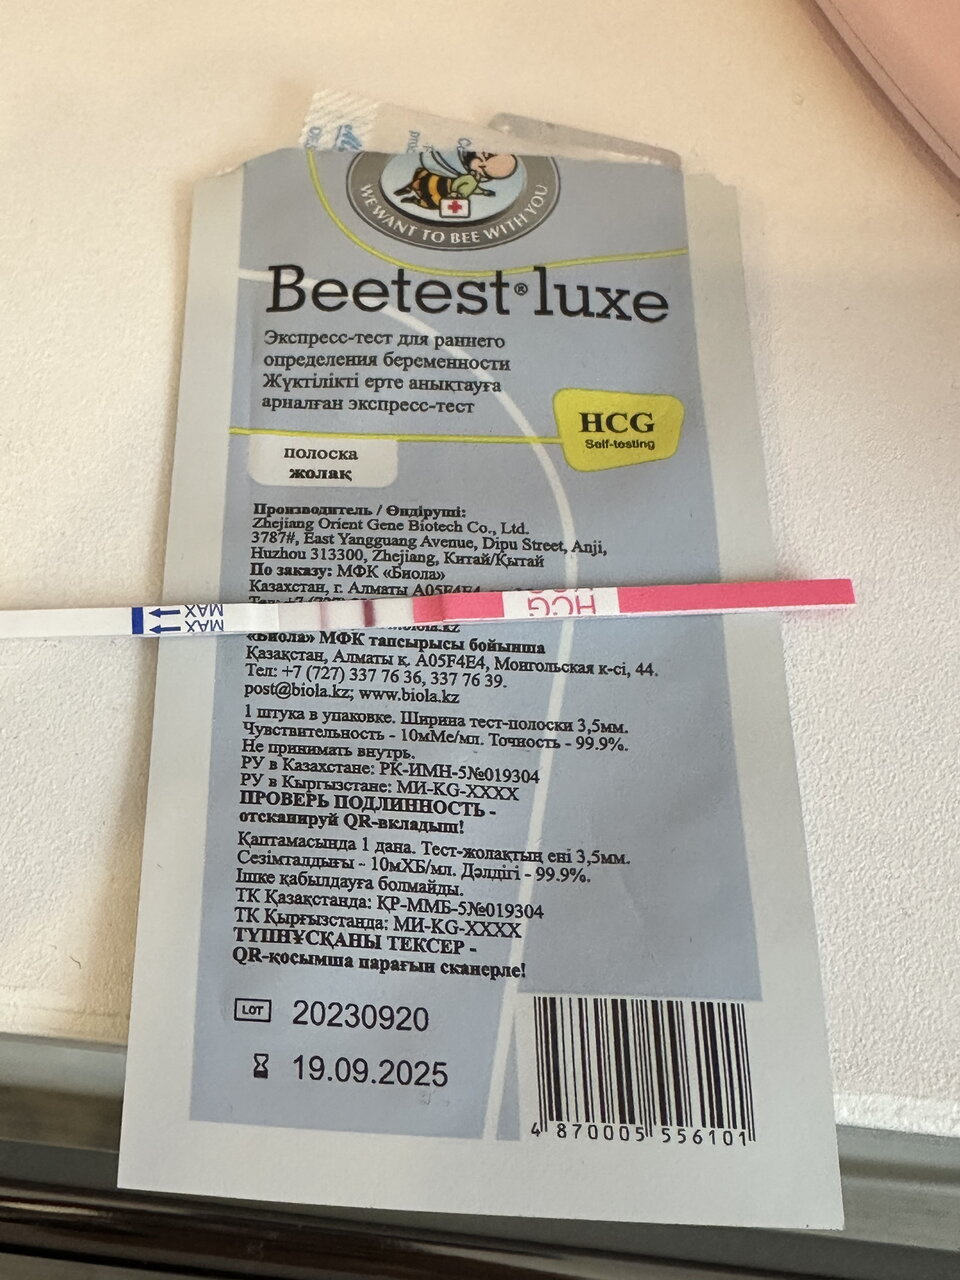 WE WANT TO BEE WITH YOU
Beetest® luxe
Экспресс-тест для раннего
определения беременности
Жүктілікті ерте анықтауға
арналған экспресс-тест
HCG
Self-testing
полоска
жолақ
Производитель / Өндіруші:
Zhejiang Orient Gene Biotech Co., Ltd.
3787#, East Yangguang Avenue, Dipu Street, Anji,
Huzhou 313300, Zhejiang, Китай/Қытай
По заказу: МФК «Биола»
Казахстан, г. Алматы A05F4E4
MAX
MAX
HCG
«Биола» МФК тапсырысы бойынша
Қазақстан, Алматы қ. A05F4E4, Монгольская к-сі, 44.
Тел: +7 (727) 337 76 36, 337 76 39.
post@biola.kz; www.biola.kz
1 штука в упаковке. Ширина тест-полоски 3,5мм.
Чувствительность - 10мМе/мл. Точность - 99.9%.
Не принимать внутрь.
РУ в Казахстане: РК-ИМН-5№019304
РУ в Кыргызстане: МИ-KG-XXXX
ПРОВЕРЬ ПОДЛИННОСТЬ -
отсканируй QR-вкладыш!
Қаптамасында 1 дана. Тест-жолақтың ені 3,5мм.
Сезімталдығы - 10мХБ/мл. Дәлдігі - 99.9%.
Ішке қабылдауға болмайды.
ТК Қазақстанда: ҚР-ММБ-5№019304
ТК Қырғызстанда: МИ-KG-XXXX
ТҮПНҰСҚАНЫ ТЕКСЕР -
QR-қосымша парағын сканерле!
LOT 20230920
19.09.2025
4 870005 556101